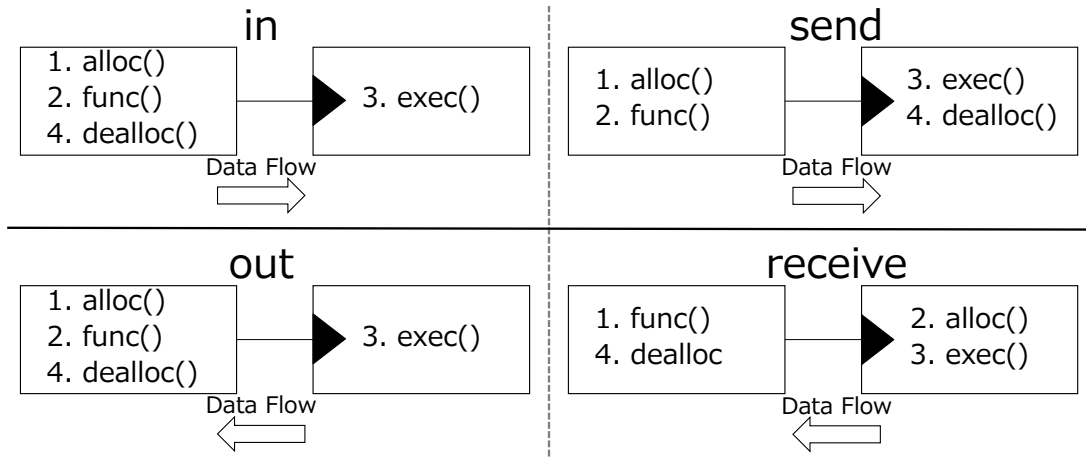 in
1. alloc()
2. func()
4. dealloc()
3. exec()
Data Flow
send
1. alloc()
2. func()
3. exec()
4. dealloc()
Data Flow
out
1. alloc()
2. func()
4. dealloc()
3. exec()
Data Flow
receive
1. func()
4. dealloc
2. alloc()
3. exec()
Data Flow